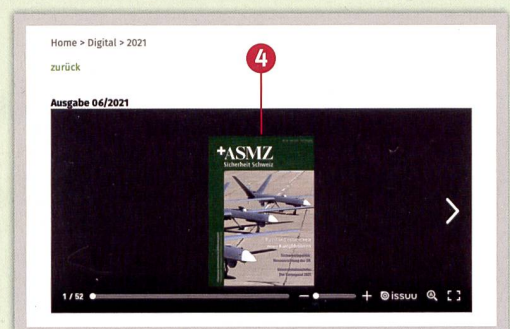 Home > Digital > 2021
zurück
4
Ausgabe 06/2021
+ASMZ
Sicherheit Schweiz
1 / 52
issuu